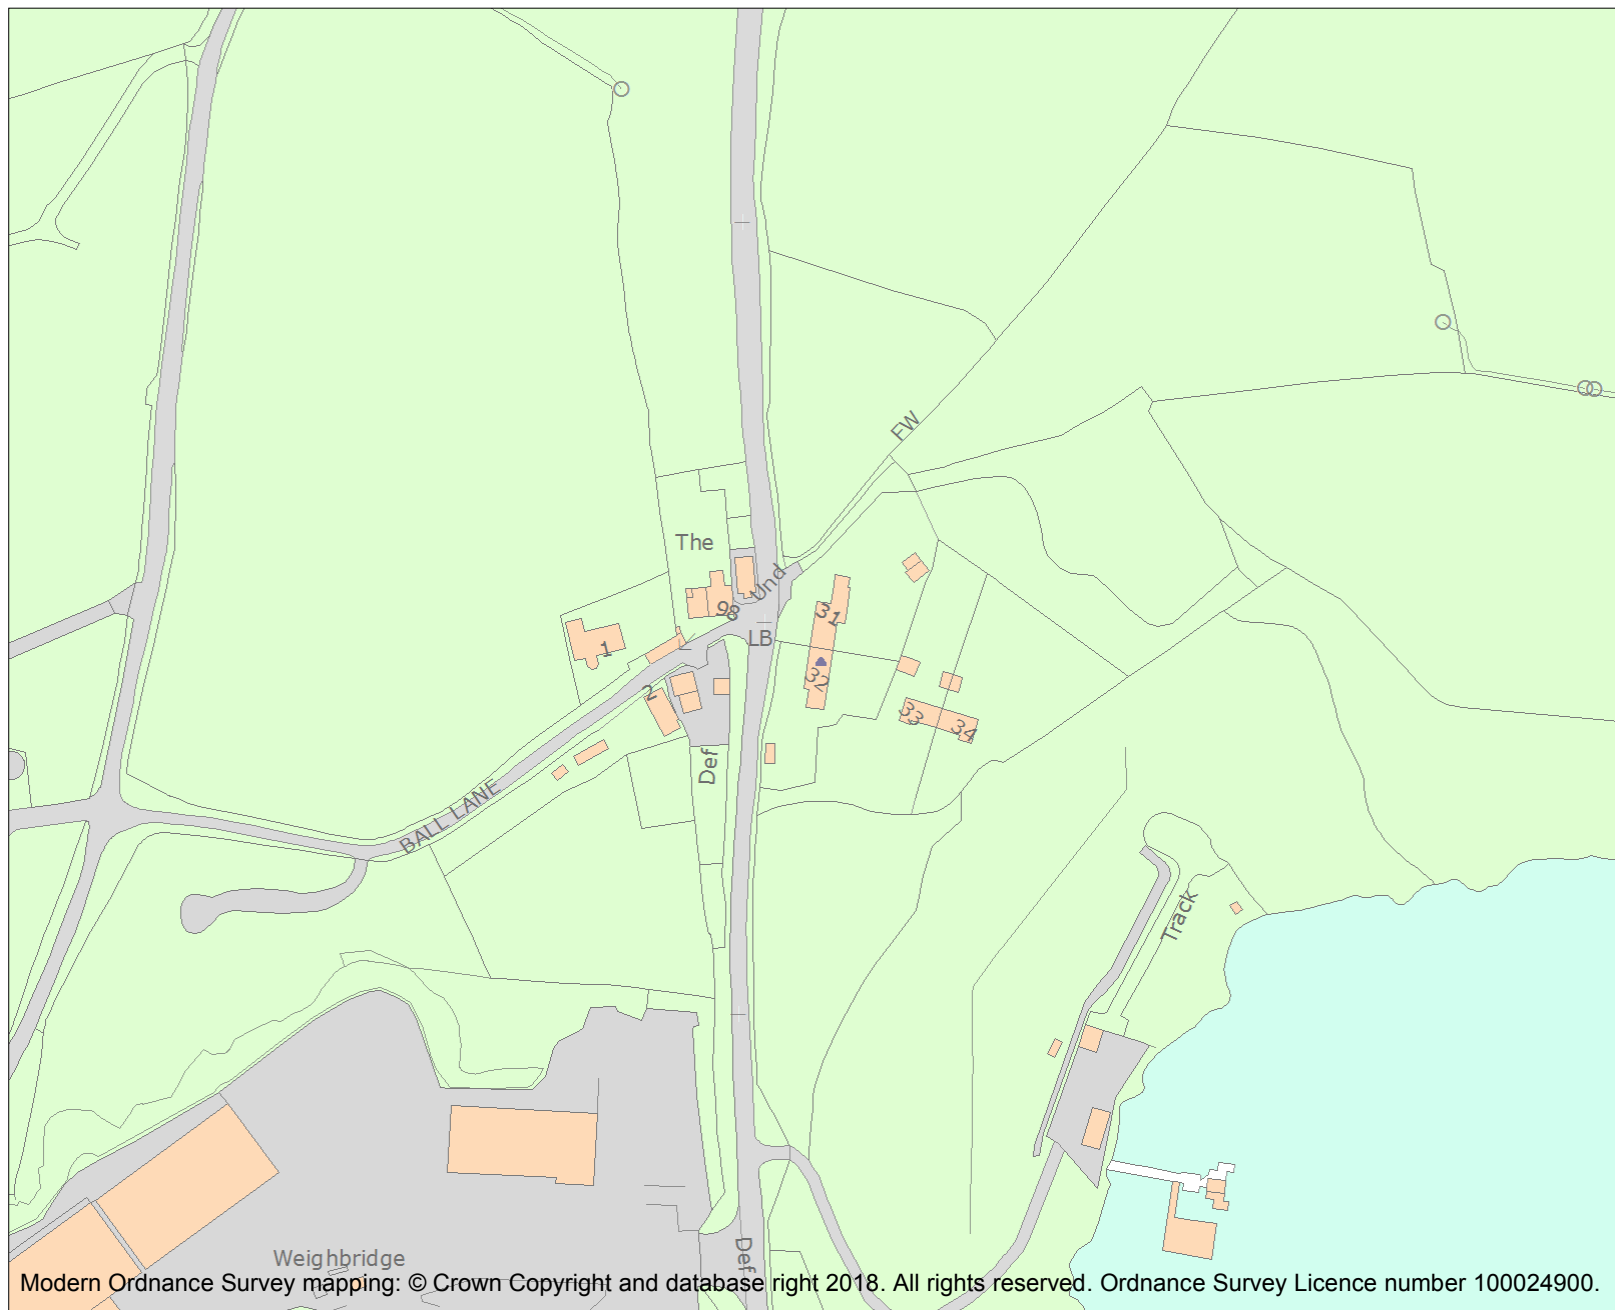 FW
The
Und
98
31
LB
1
32
2
33
34
Def
BALL LANE
Track
Def
Weighbridge
Modern Ordnance Survey mapping: © Crown Copyright and database right 2018. All rights reserved. Ordnance Survey Licence number 100024900.